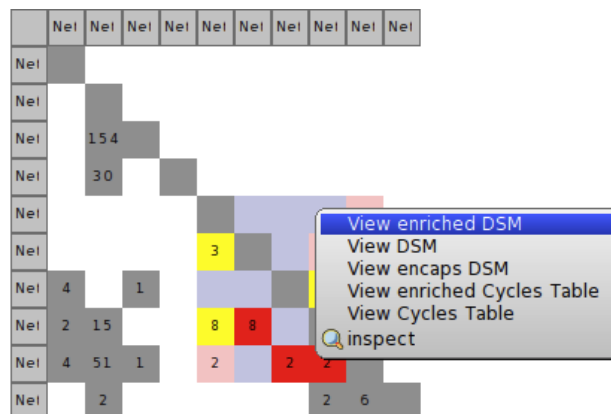 Net Net Net Net Net Net Net Net Net Net
Net
Net
Net 154
Net 30
Net
Net 3
Net 4 1
Net 2 15 8 8
Net 4 51 1 2 2 2
Net 2 2 6
View enriched DSM
View DSM
View encaps DSM
View enriched Cycles Table
View Cycles Table
inspect